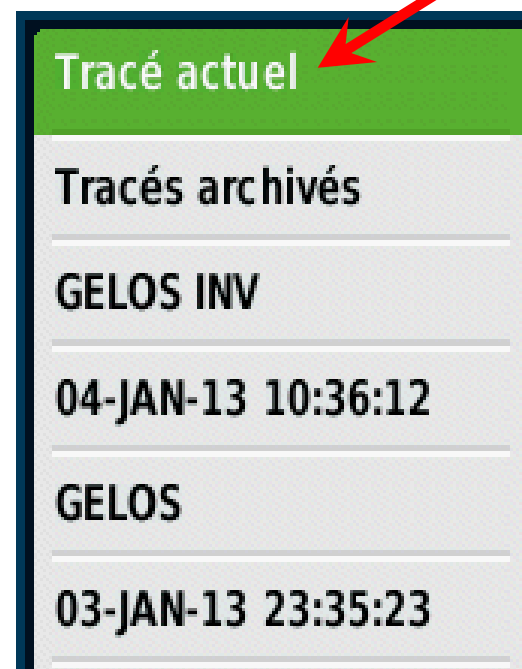 Tracé actuel
Tracés archivés
GELOS INV
04-JAN-13 10:36:12
GELOS
03-JAN-13 23:35:23